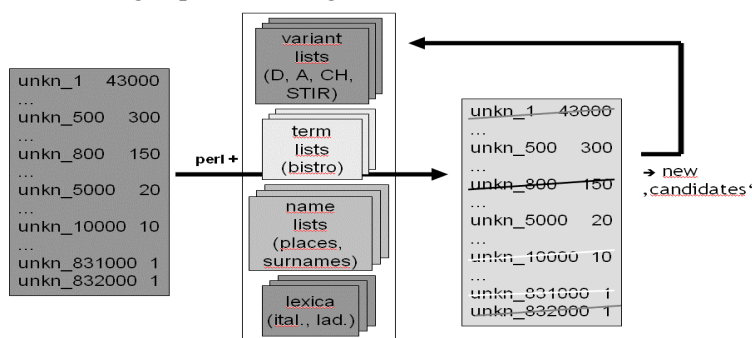 unkn_1 43000
...
unkn_500 300
...
unkn_800 150
...
unkn_5000 20
...
unkn_10000 10
...
unkn_831000 1
unkn_832000 1
perl +
variant
lists
(D, A, CH,
STIR)
term
lists
(bistro)
name
lists
(places,
surnames)
lexica
(ital., lad.)
unkn_1 43000
...
unkn_500 300
...
unkn_800 150
...
unkn_5000 20
...
unkn_10000 10
...
unkn_831000 1
unkn_832000 1
→ new
‚candidates‘